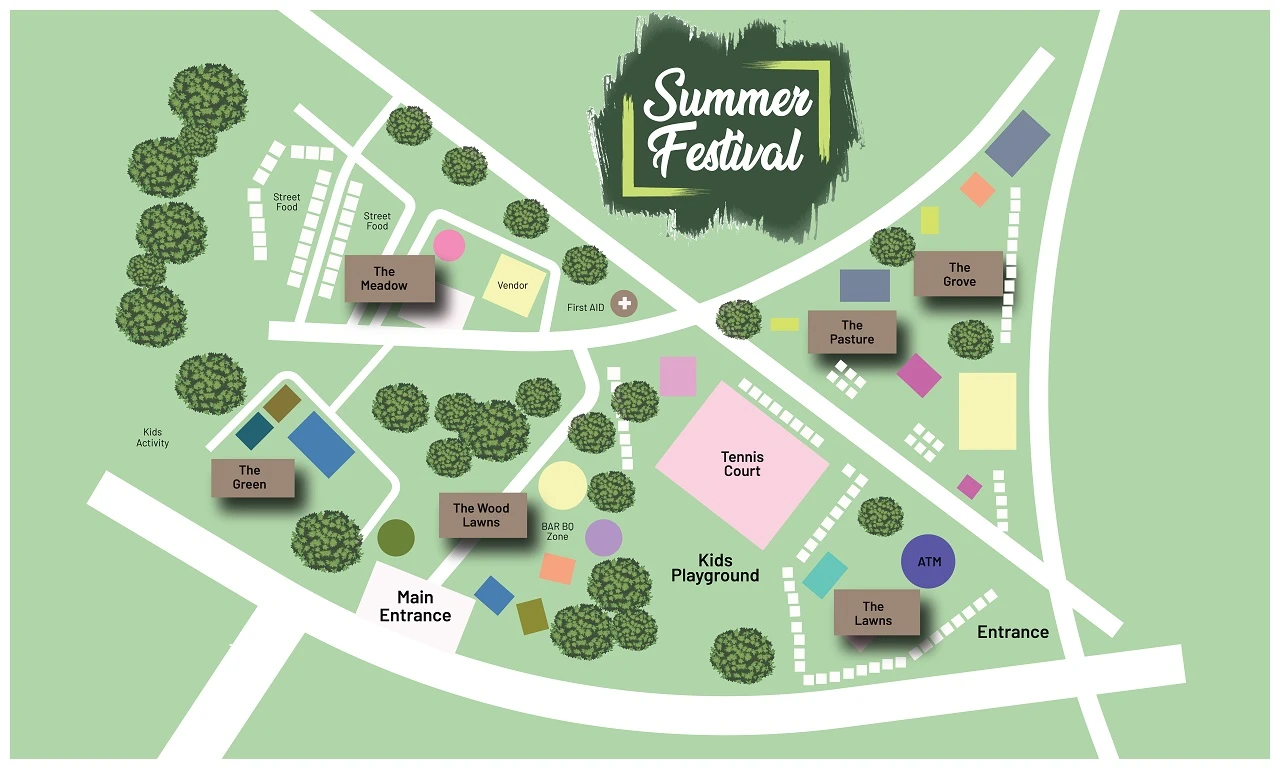 Summer
Festival
Street
Food
Street
Food
The
Meadow
Vendor
First AID
The
Grove
The
Pasture
Kids
Activity
The
Green
Tennis
Court
The Wood
Lawns
BAR BQ
Zone
Kids
Playground
ATM
Main
Entrance
The
Lawns
Entrance